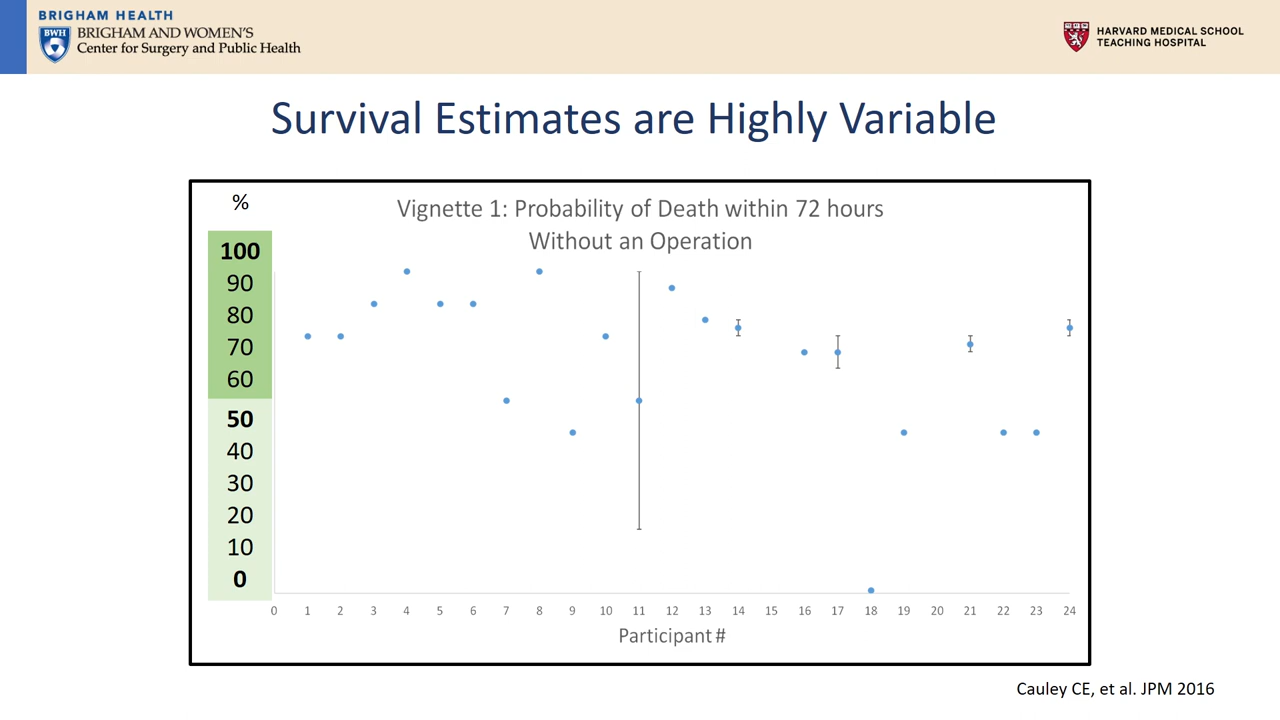 BRIGHAM HEALTH
BWH
BRIGHAM AND WOMEN'S
Center for Surgery and Public Health
HARVARD MEDICAL SCHOOL
TEACHING HOSPITAL
Survival Estimates are Highly Variable
%
Vignette 1: Probability of Death within 72 hours
Without an Operation
100
90
80
70
60
50
40
30
20
10
0
0 1 2 3 4 5 6 7 8 9 10 11 12 13 14 15 16 17 18 19 20 21 22 23 24
Participant #
Cauley CE, et al. JPM 2016